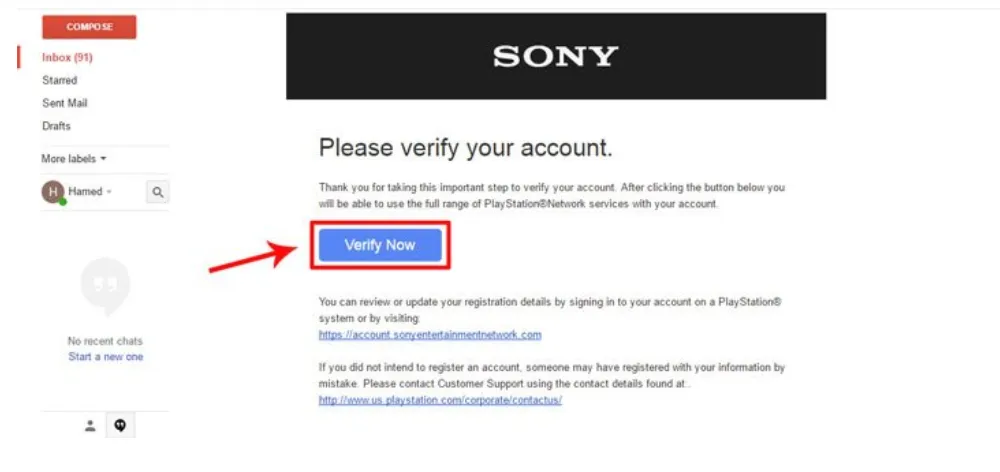 COMPOSE
Inbox (91)
Starred
Sent Mail
Drafts
More labels
H Hamed
No recent chats
Start a new one
SONY
Please verify your account.
Thank you for taking this important step to verify your account. After clicking the button below you
will be able to use the full range of PlayStation®Network services with your account.
Verify Now
You can review or update your registration details by signing in to your account on a PlayStation®
system or by visiting:
https://account.sonyentertainmentnetwork.com
If you did not intend to register an account, someone may have registered with your information by
mistake. Please contact Customer Support using the contact details found at..
http://www.us.playstation.com/corporate/contactus/